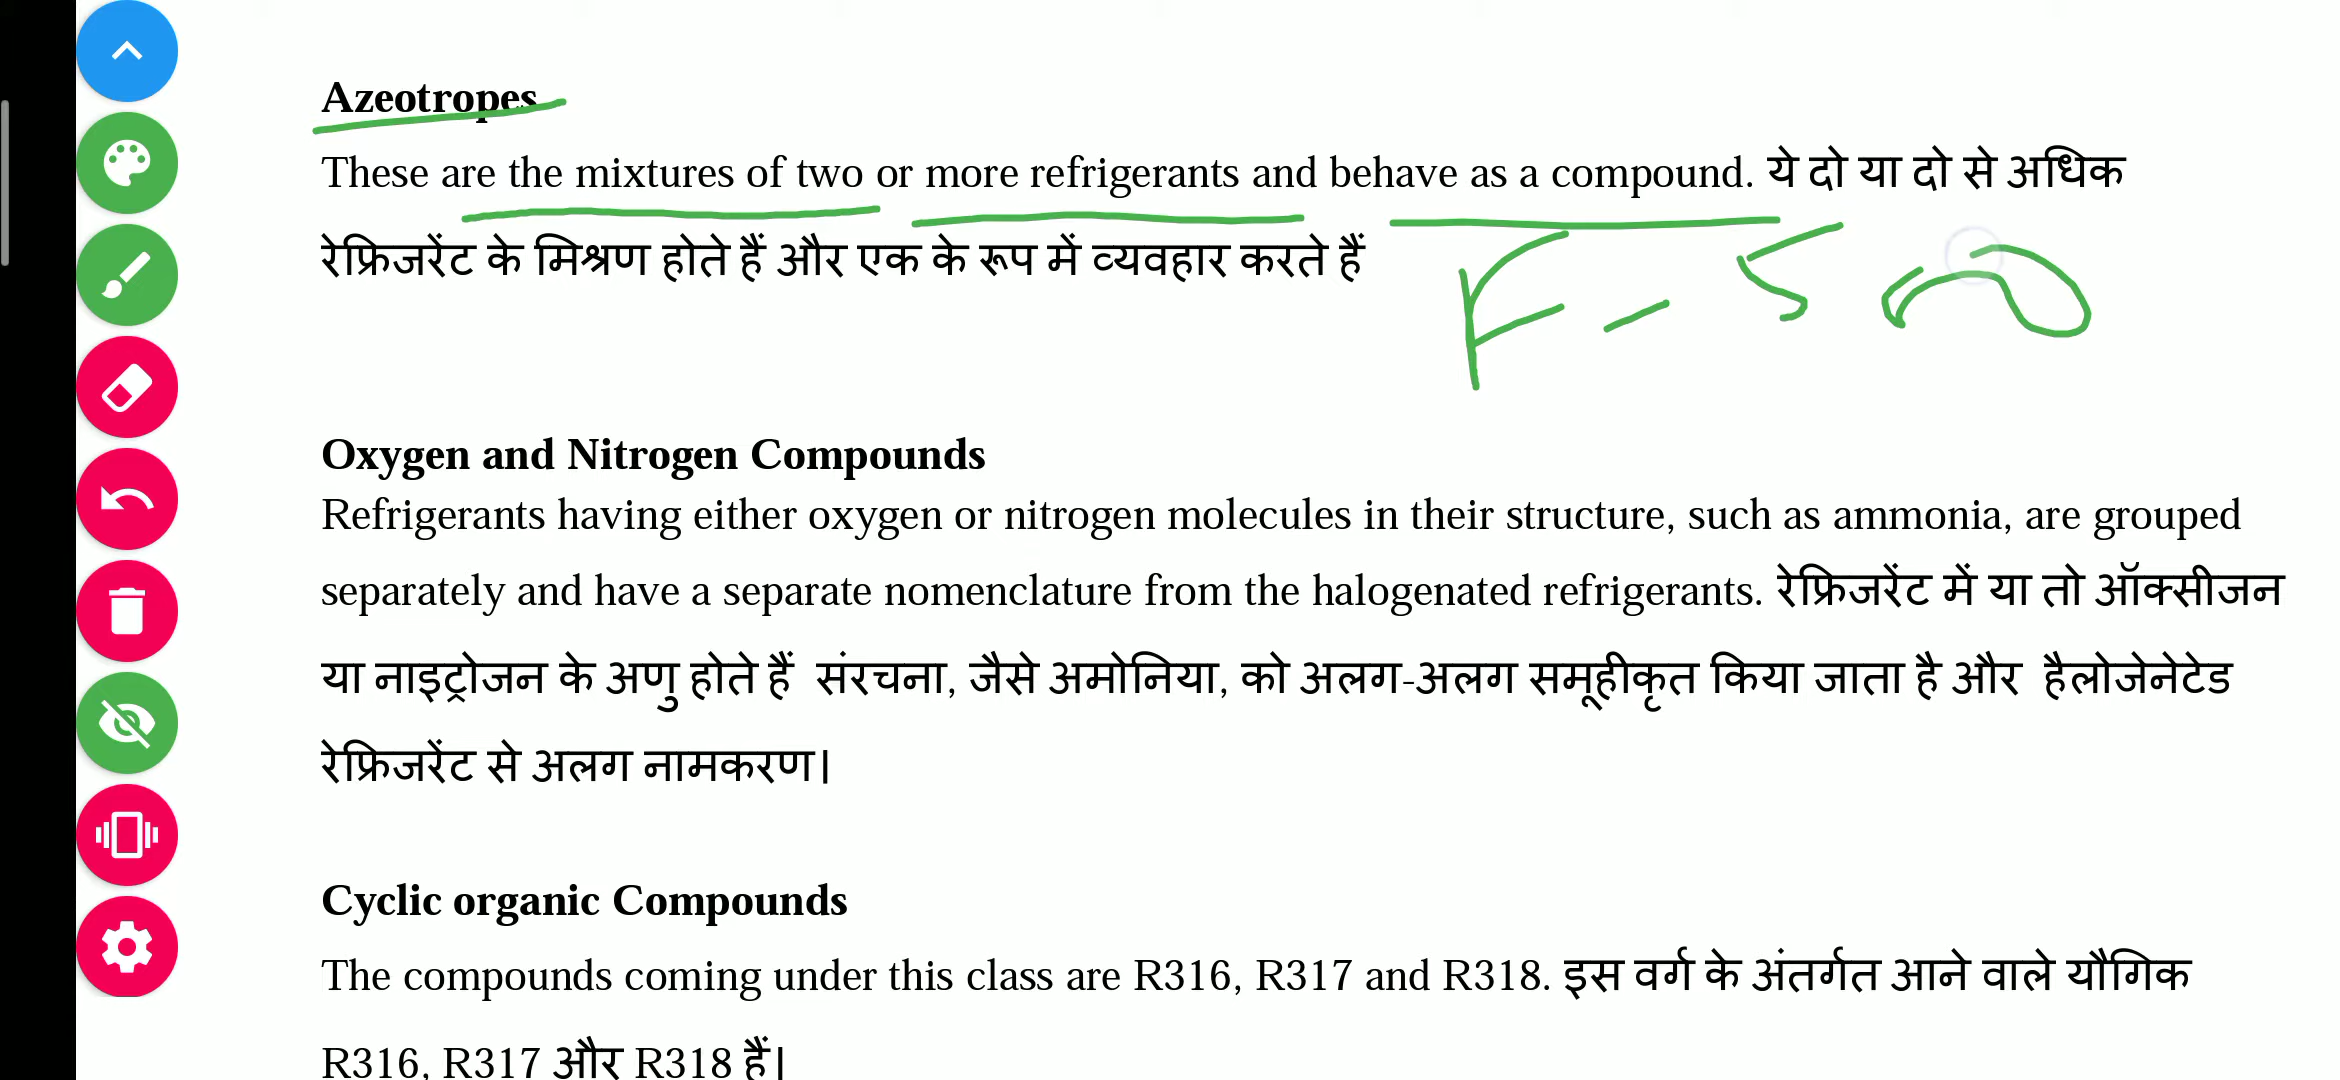 Azeotropes
These are the mixtures of two or more refrigerants and behave as a compound. ये दो या दो से अधिक
रेफ्रिजरेंट के मिश्रण होते हैं और एक के रूप में व्यवहार करते हैं
Oxygen and Nitrogen Compounds
Refrigerants having either oxygen or nitrogen molecules in their structure, such as ammonia, are grouped
separately and have a separate nomenclature from the halogenated refrigerants. रेफ्रिजरेंट में या तो ऑक्सीजन
या नाइट्रोजन के अणु होते हैं संरचना, जैसे अमोनिया, को अलग-अलग समूहीकृत किया जाता है और हैलोजेनेटेड
रेफ्रिजरेंट से अलग नामकरण।
Cyclic organic Compounds
The compounds coming under this class are R316, R317 and R318. इस वर्ग के अंतर्गत आने वाले यौगिक
R316, R317 और R318 हैं।